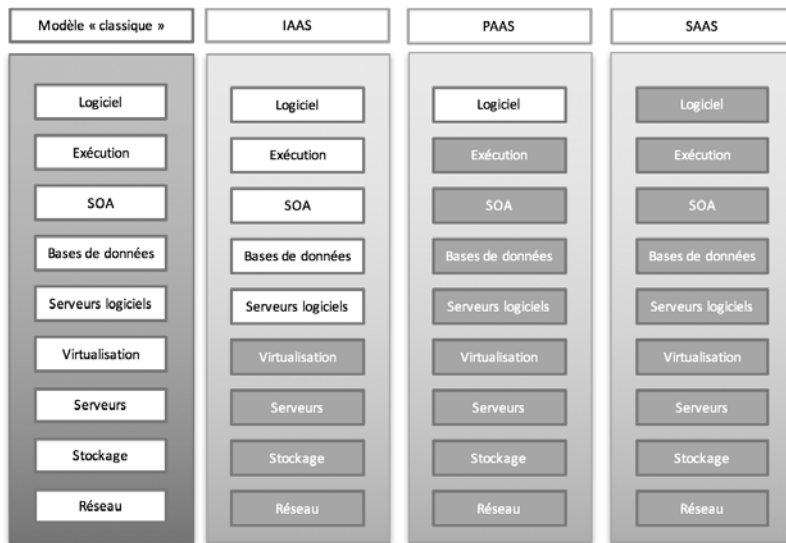 Modèle « classique »
IAAS
PAAS
SAAS
Logiciel
Exécution
SOA
Bases de données
Serveurs logiciels
Virtualisation
Serveurs
Stockage
Réseau
Logiciel
Exécution
SOA
Bases de données
Serveurs logiciels
Virtualisation
Serveurs
Stockage
Réseau
Logiciel
Exécution
SOA
Bases de données
Serveurs logiciels
Virtualisation
Serveurs
Stockage
Réseau
Logiciel
Exécution
SOA
Bases de données
Serveurs logiciels
Virtualisation
Serveurs
Stockage
Réseau